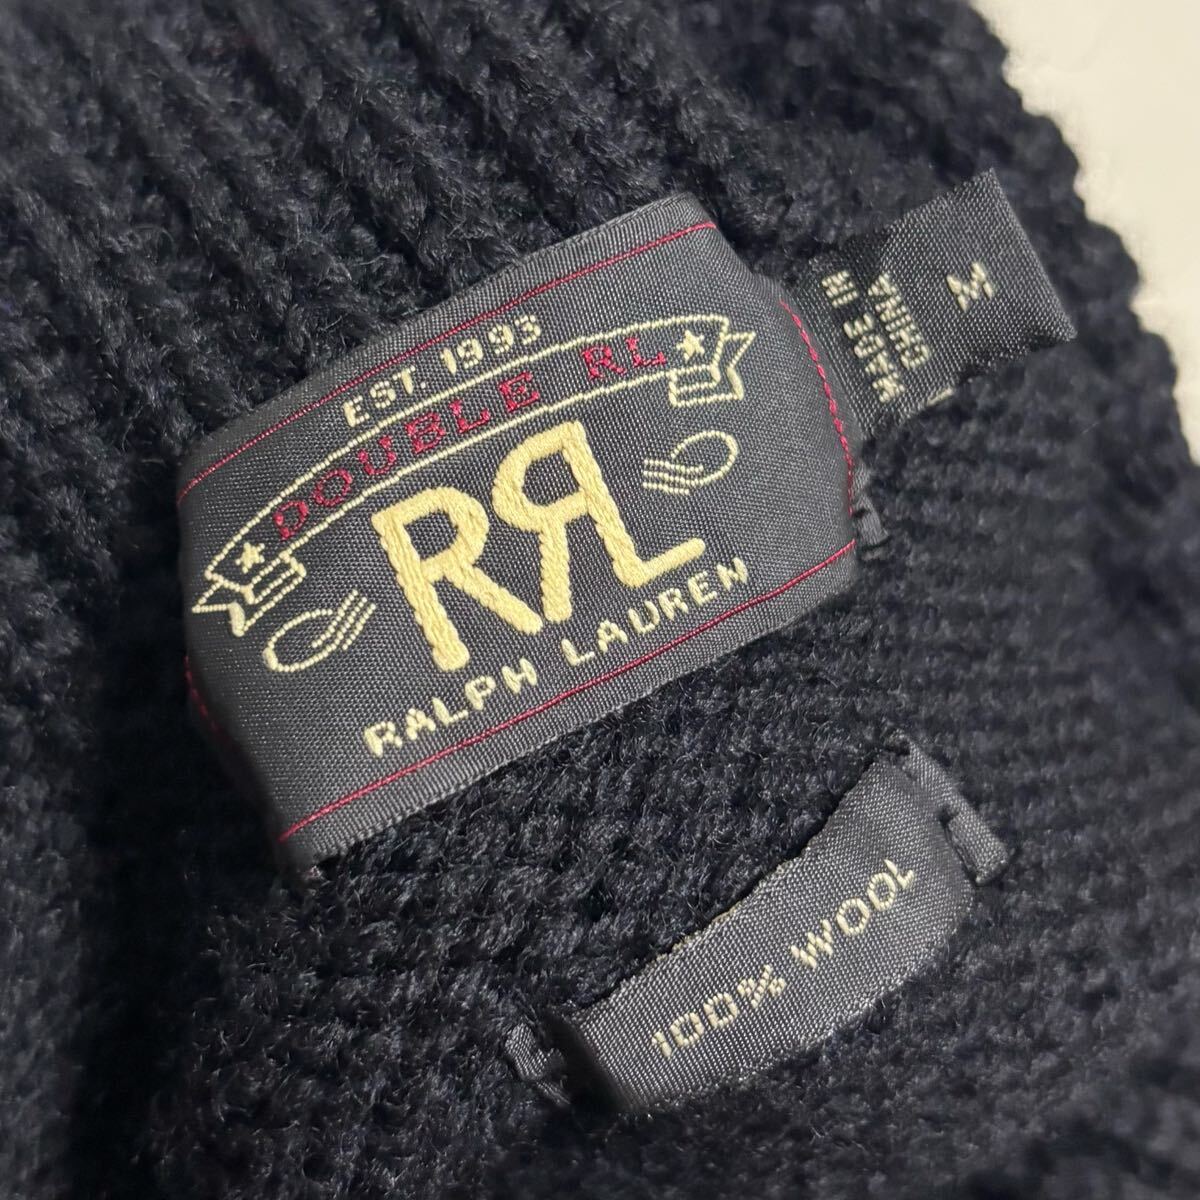 EST. 1993
DOUBLE RL
RRL
RALPH LAUREN
M
MADE IN
CHINA
100% WOOL